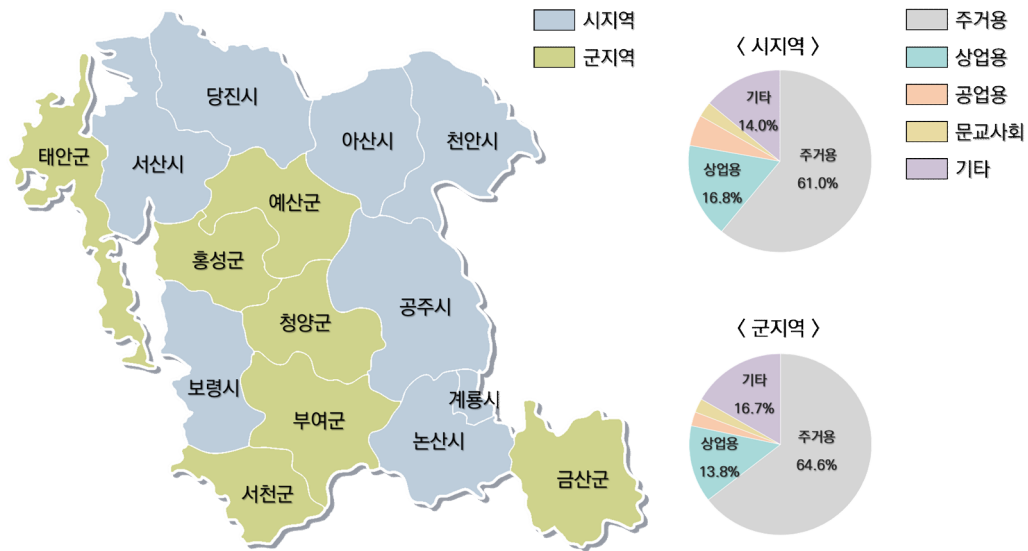 시지역
군지역
당진시
아산시
천안시
태안군
서산시
예산군
홍성군
청양군
공주시
보령시
계룡시
부여군
논산시
서천군
금산군
〈 시지역 〉
기타
14.0%
주거용
61.0%
상업용
16.8%
〈 군지역 〉
기타
16.7%
주거용
64.6%
상업용
13.8%
주거용
상업용
공업용
문교사회
기타